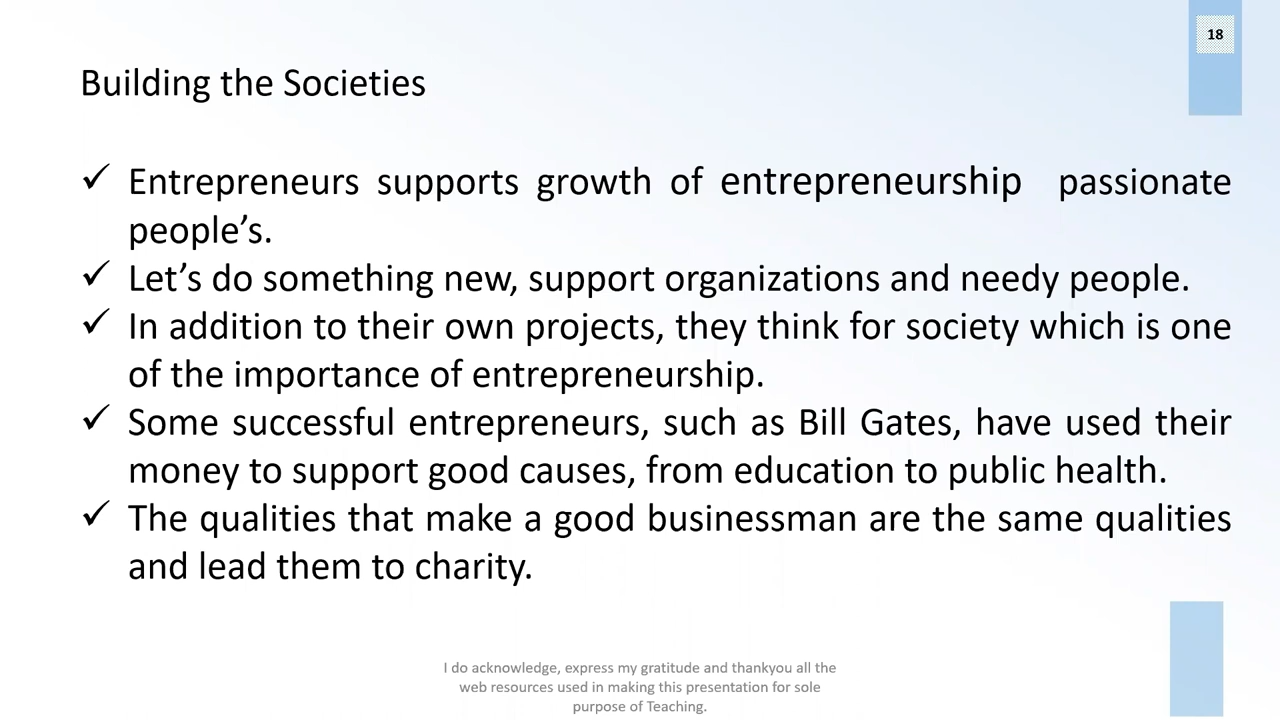 18
Building the Societies
✓ Entrepreneurs supports growth of entrepreneurship passionate
people’s.
✓ Let’s do something new, support organizations and needy people.
✓ In addition to their own projects, they think for society which is one
of the importance of entrepreneurship.
✓ Some successful entrepreneurs, such as Bill Gates, have used their
money to support good causes, from education to public health.
✓ The qualities that make a good businessman are the same qualities
and lead them to charity.
I do acknowledge, express my gratitude and thankyou all the
web resources used in making this presentation for sole
purpose of Teaching.